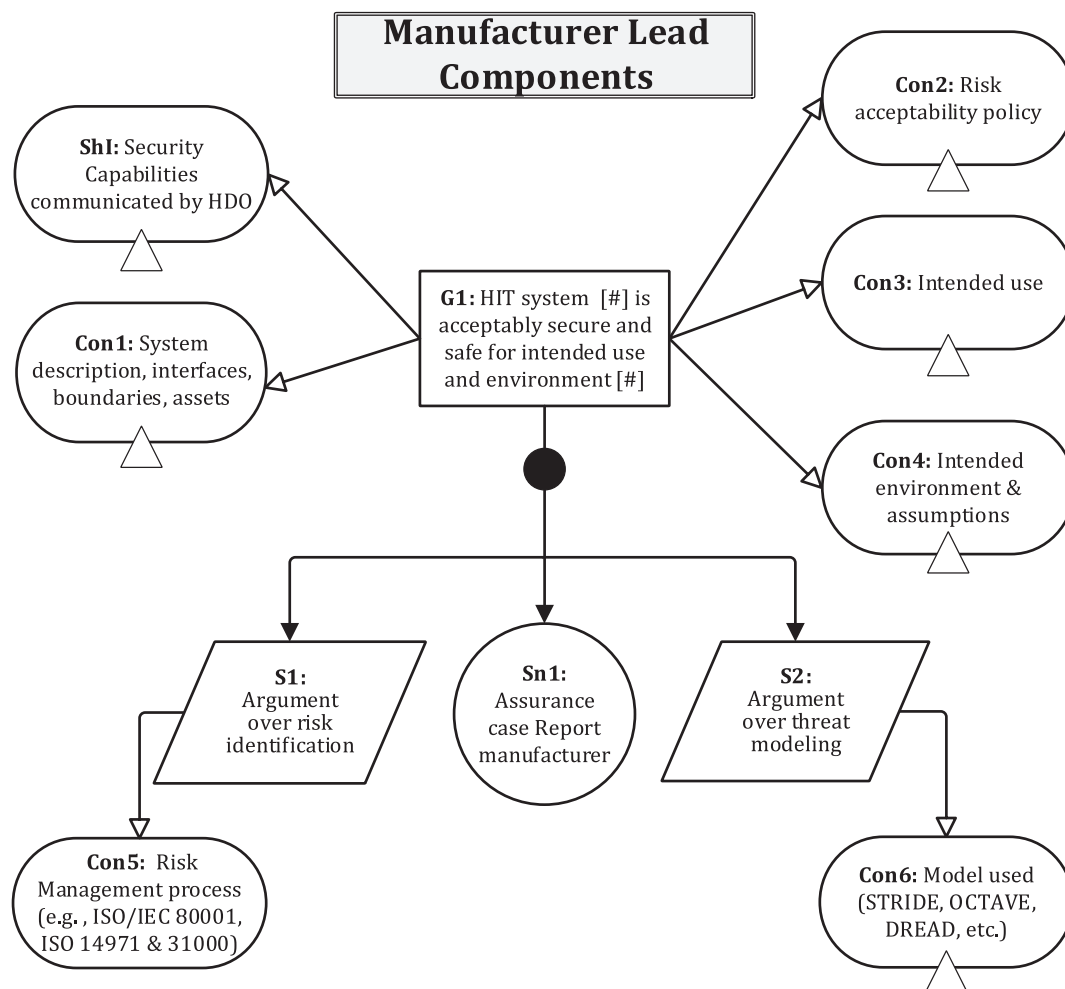 Manufacturer Lead
Components
ShI: Security
Capabilities
communicated by HDO
Con1: System
description, interfaces,
boundaries, assets
G1: HIT system [#] is
acceptably secure and
safe for intended use
and environment [#]
Con2: Risk
acceptability policy
Con3: Intended use
Con4: Intended
environment &
assumptions
S1:
Argument
over risk
identification
Sn1:
Assurance
case Report
manufacturer
S2:
Argument
over threat
modeling
Con5: Risk
Management process
(e.g., ISO/IEC 80001,
ISO 14971 & 31000)
Con6: Model used
(STRIDE, OCTAVE,
DREAD, etc.)